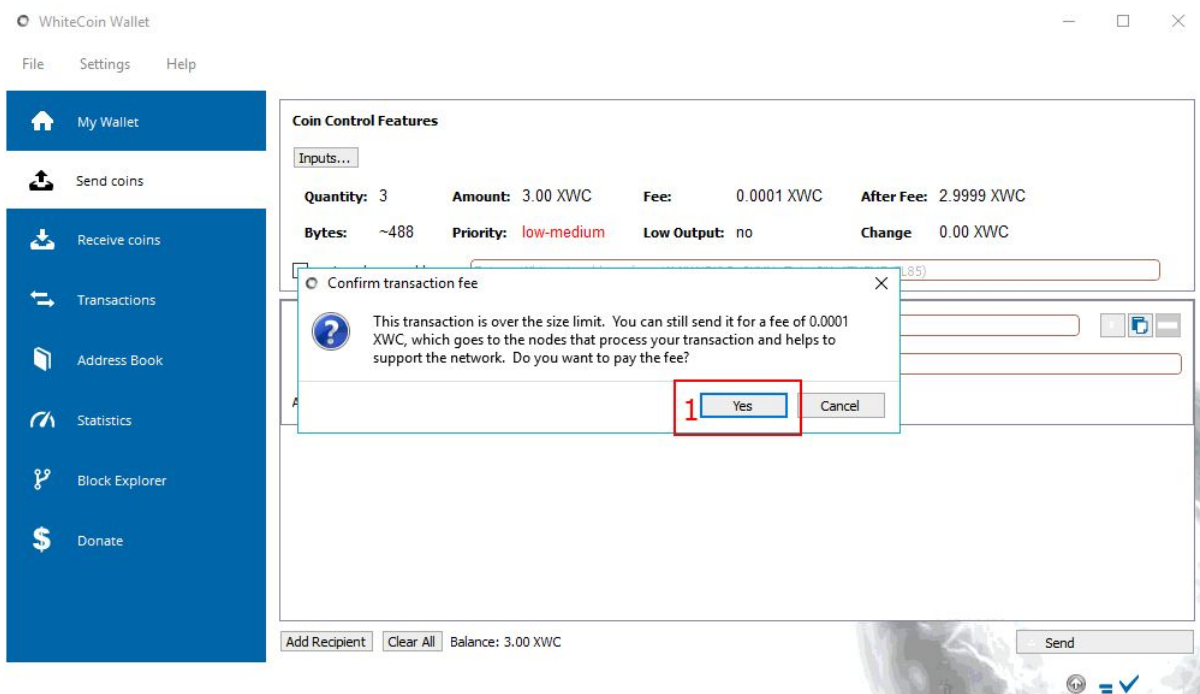 WhiteCoin Wallet
File Settings Help
My Wallet
Send coins
Receive coins
Transactions
Address Book
Statistics
Block Explorer
Donate
Coin Control Features
Inputs...
Quantity: 3 Amount: 3.00 XWC Fee: 0.0001 XWC After Fee: 2.9999 XWC
Bytes: ~488 Priority: low-medium Low Output: no Change 0.00 XWC
Confirm transaction fee
This transaction is over the size limit. You can still send it for a fee of 0.0001
XWC, which goes to the nodes that process your transaction and helps to
support the network. Do you want to pay the fee?
1 Yes Cancel
Add Recipient Clear All Balance: 3.00 XWC Send